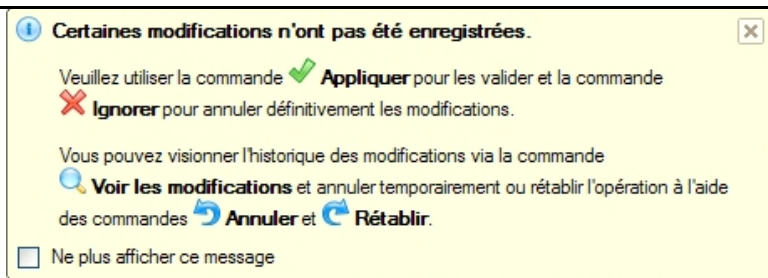 Certaines modifications n'ont pas été enregistrées.
Veuillez utiliser la commande Appliquer pour les valider et la commande
Ignorer pour annuler définitivement les modifications.
Vous pouvez visionner l'historique des modifications via la commande
Voir les modifications et annuler temporairement ou rétablir l'opération à l'aide
des commandes Annuler et Rétablir.
Ne plus afficher ce message